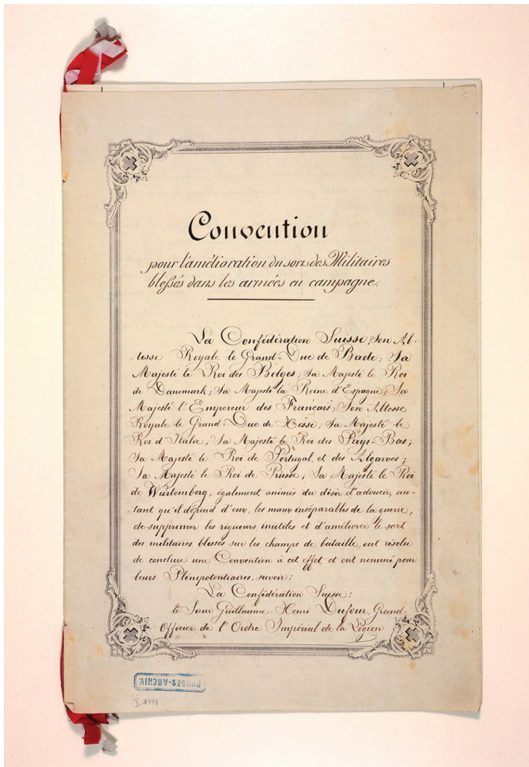 Convention
pour l'amélioration du sort des Militaires
blessés dans les armées en campagne.
La Confédération Suisse; Son Al-
tesse Royale le Grand-Duc de Bade; Sa
Majesté le Roi des Belges; Sa Majesté le Roi
de Danemark; Sa Majesté la Reine d'Espagne; Sa
Majesté l'Empereur des Français; Son Altesse
Royale le Grand Duc de Hesse; Sa Majesté le
Roi d'Italie; Sa Majesté le Roi des Pays-Bas;
Sa Majesté le Roi de Portugal et des Algarves;
Sa Majesté le Roi de Prusse; Sa Majesté le Roi
de Würtemberg, également animés du désir d'adoucir, au-
tant qu'il dépend d'eux, les maux inséparables de la guerre,
de supprimer les rigueurs inutiles et d'améliorer le sort
des militaires blessés sur les champs de bataille, ont résolu
de conclure une Convention à cet effet et ont nommé pour
leurs Plénipotentiaires, savoir:
La Confédération Suisse:
le Sieur Guillaume-Henri Dufour, Grand
Officier de l'Ordre Impérial de la Légion
BUNDES-ARCHIV